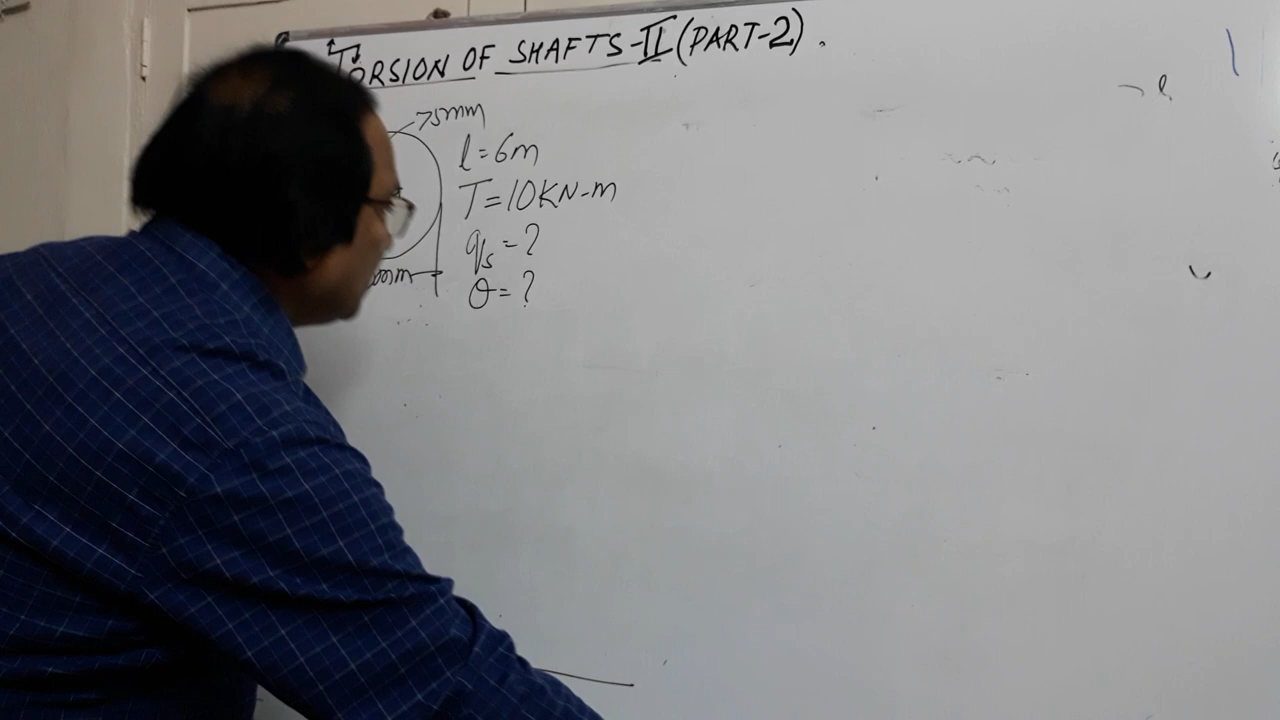 TORSION OF SHAFTS-II (PART-2).
75mm
l=6m
T=10KN-m
qs=?
θ=?